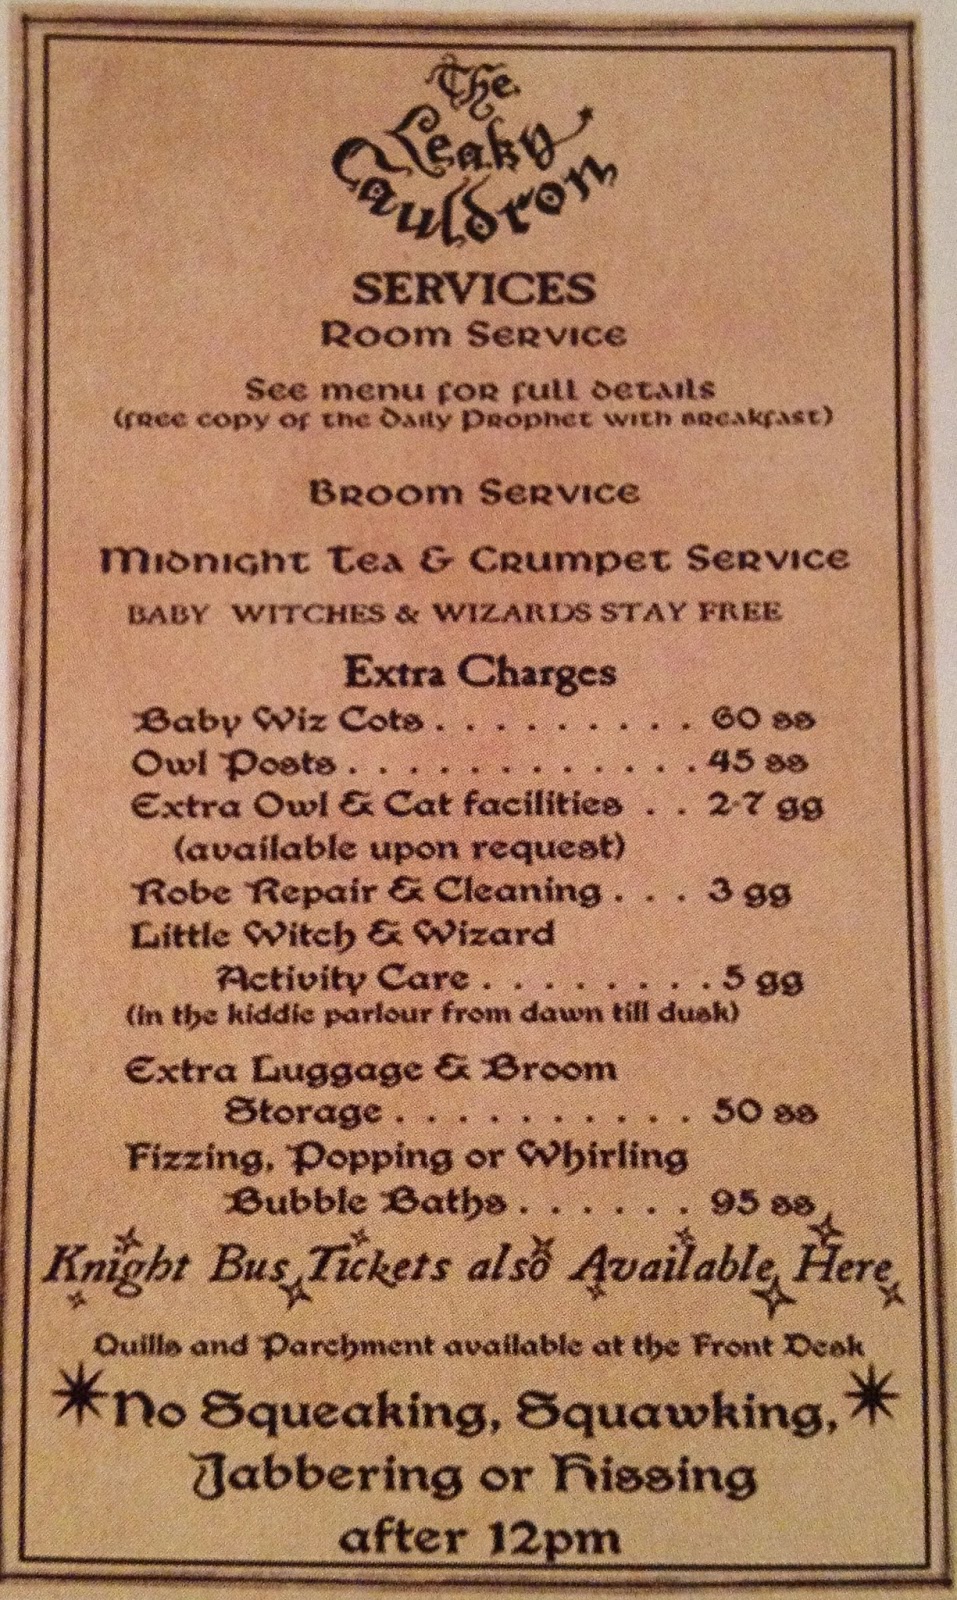 The
Leaky
Cauldron
SERVICES
Room Service
See menu for full details
(free copy of the Daily Prophet with breakfast)
Broom Service
Midnight Tea & Crumpet Service
BABY WITCHES & WIZARDS STAY FREE
Extra Charges
Baby Wiz Cots . . . . . . . . . . 60 ss
Owl Posts . . . . . . . . . . . . . 45 ss
Extra Owl & Cat facilities . . 2-7 gg
(available upon request)
Robe Repair & Cleaning . . . 3 gg
Little Witch & Wizard
Activity Care . . . . . . . . 5 gg
(in the kiddie parlour from dawn till dusk)
Extra Luggage & Broom
Storage . . . . . . . . . . 50 ss
Fizzing, Popping or Whirling
Bubble Baths . . . . . . 95 ss
Knight Bus Tickets also Available Here
Quills and Parchment available at the Front Desk
No Squeaking, Squawking,
Jabbering or Hissing
after 12pm